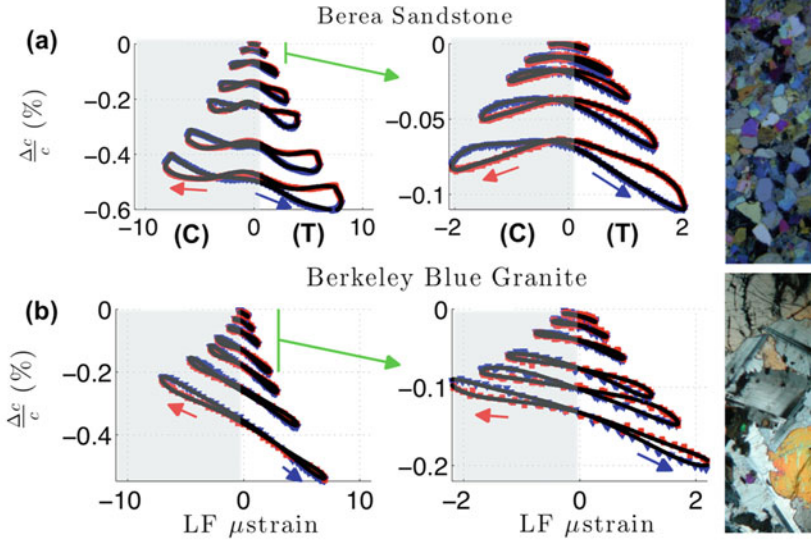 Berea Sandstone
(a)
Δc/c (%)
0
−0.2
−0.4
−0.6
−10 0 10
(C) (T)
0
−0.05
−0.1
−2 0 2
(C) (T)
Berkeley Blue Granite
(b)
Δc/c (%)
0
−0.2
−0.4
−10 0 10
LF μstrain
0
−0.1
−0.2
−2 0 2
LF μstrain